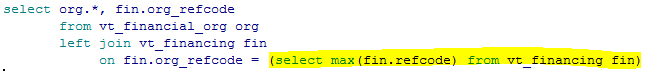 select org.*, fin.org_refcode
from vt_financial_org org
left join vt_financing fin
on fin.org_refcode = (select max(fin.refcode) from vt_financing fin)